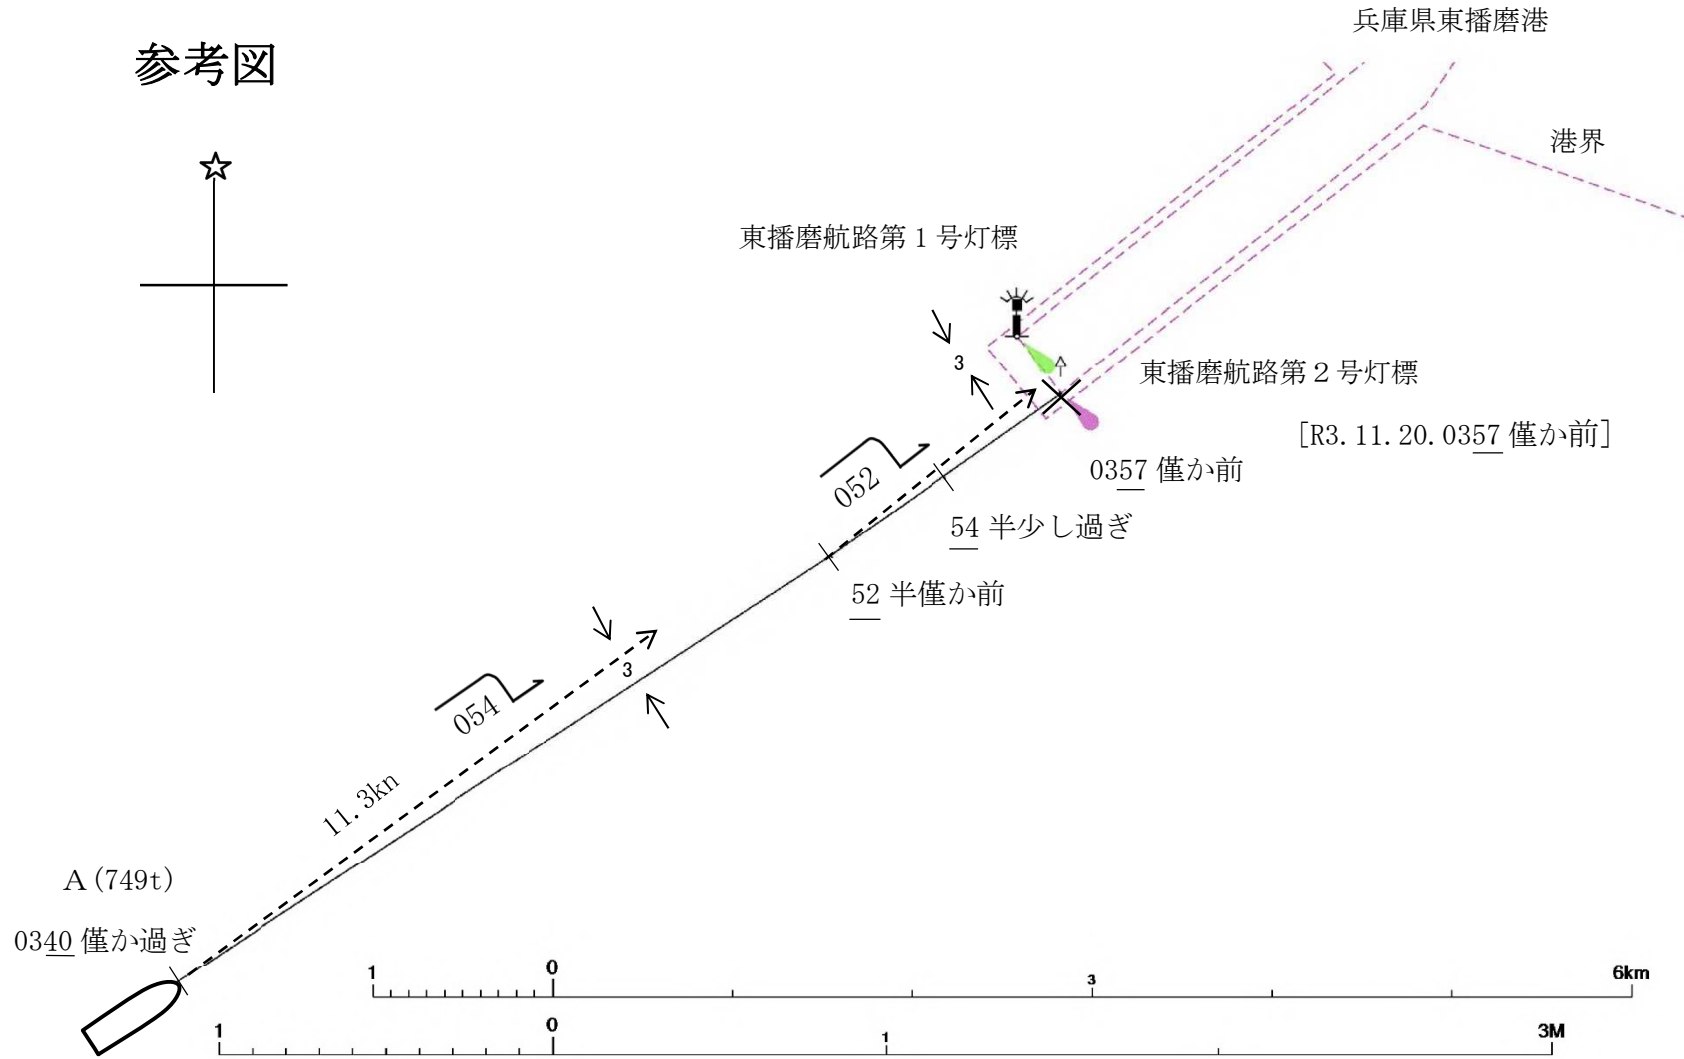 兵庫県東播磨港
参考図
港界
東播磨航路第１号灯標
3
東播磨航路第２号灯標
[R3.11.20.0357 僅か前]
052
0357 僅か前
54 半少し過ぎ
52 半僅か前
3
054
11.3kn
A(749t)
0340 僅か過ぎ
1 0 3 6km
1 0 1 3M